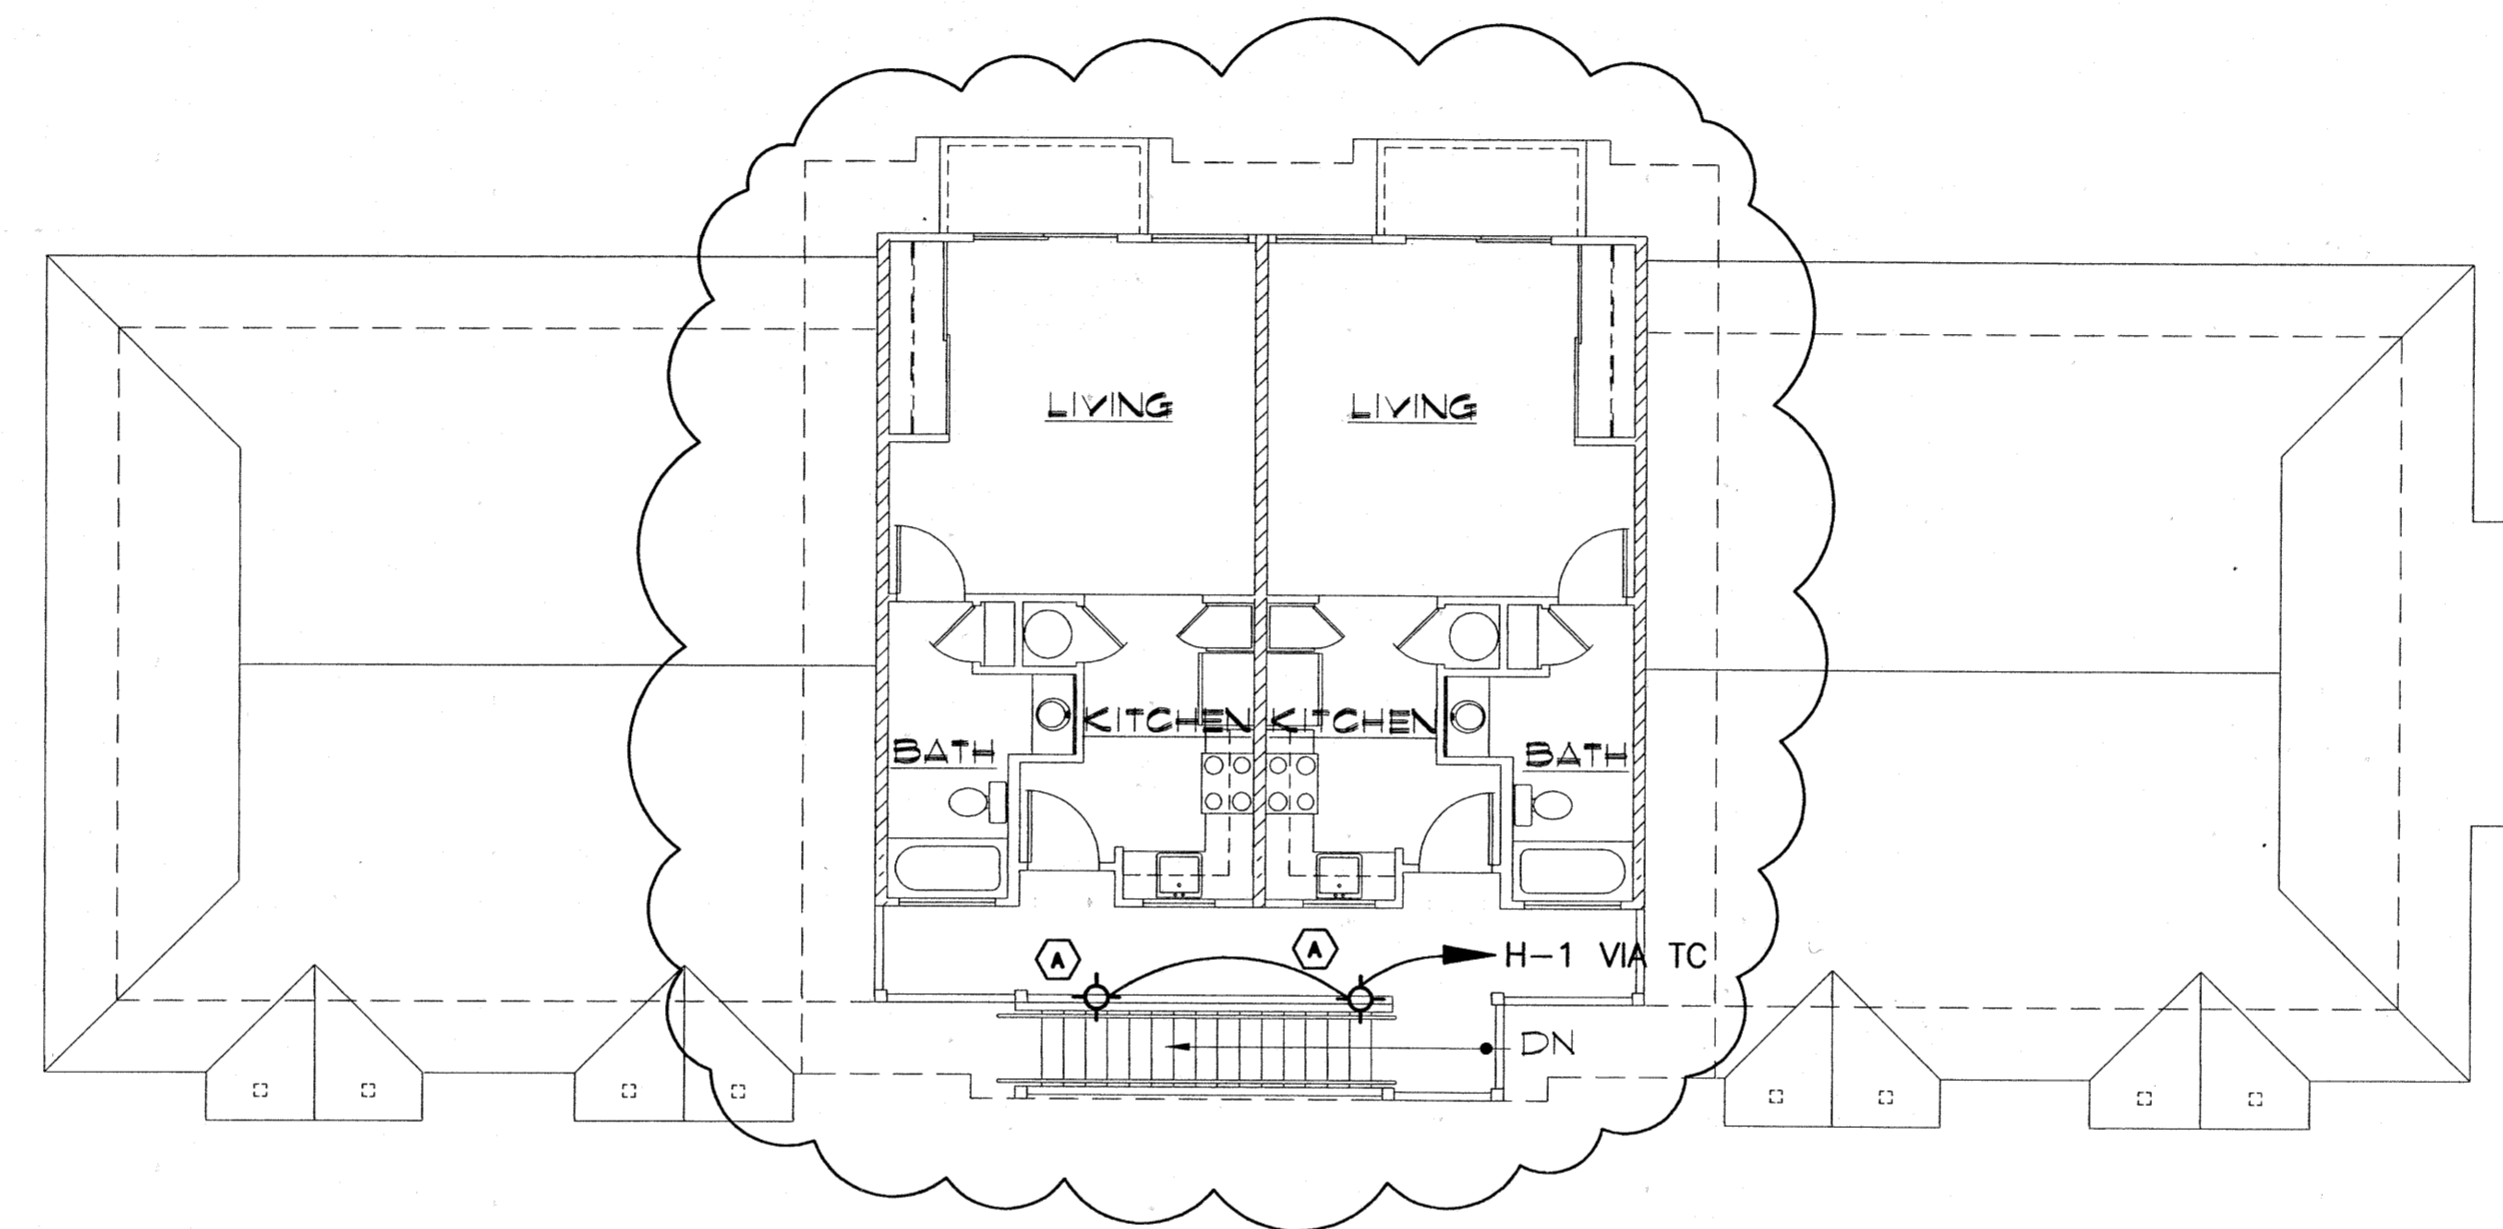 LIVING LIVING
KITCHEN KITCHEN
BATH BATH
A A
H-1 VIA TC
DN